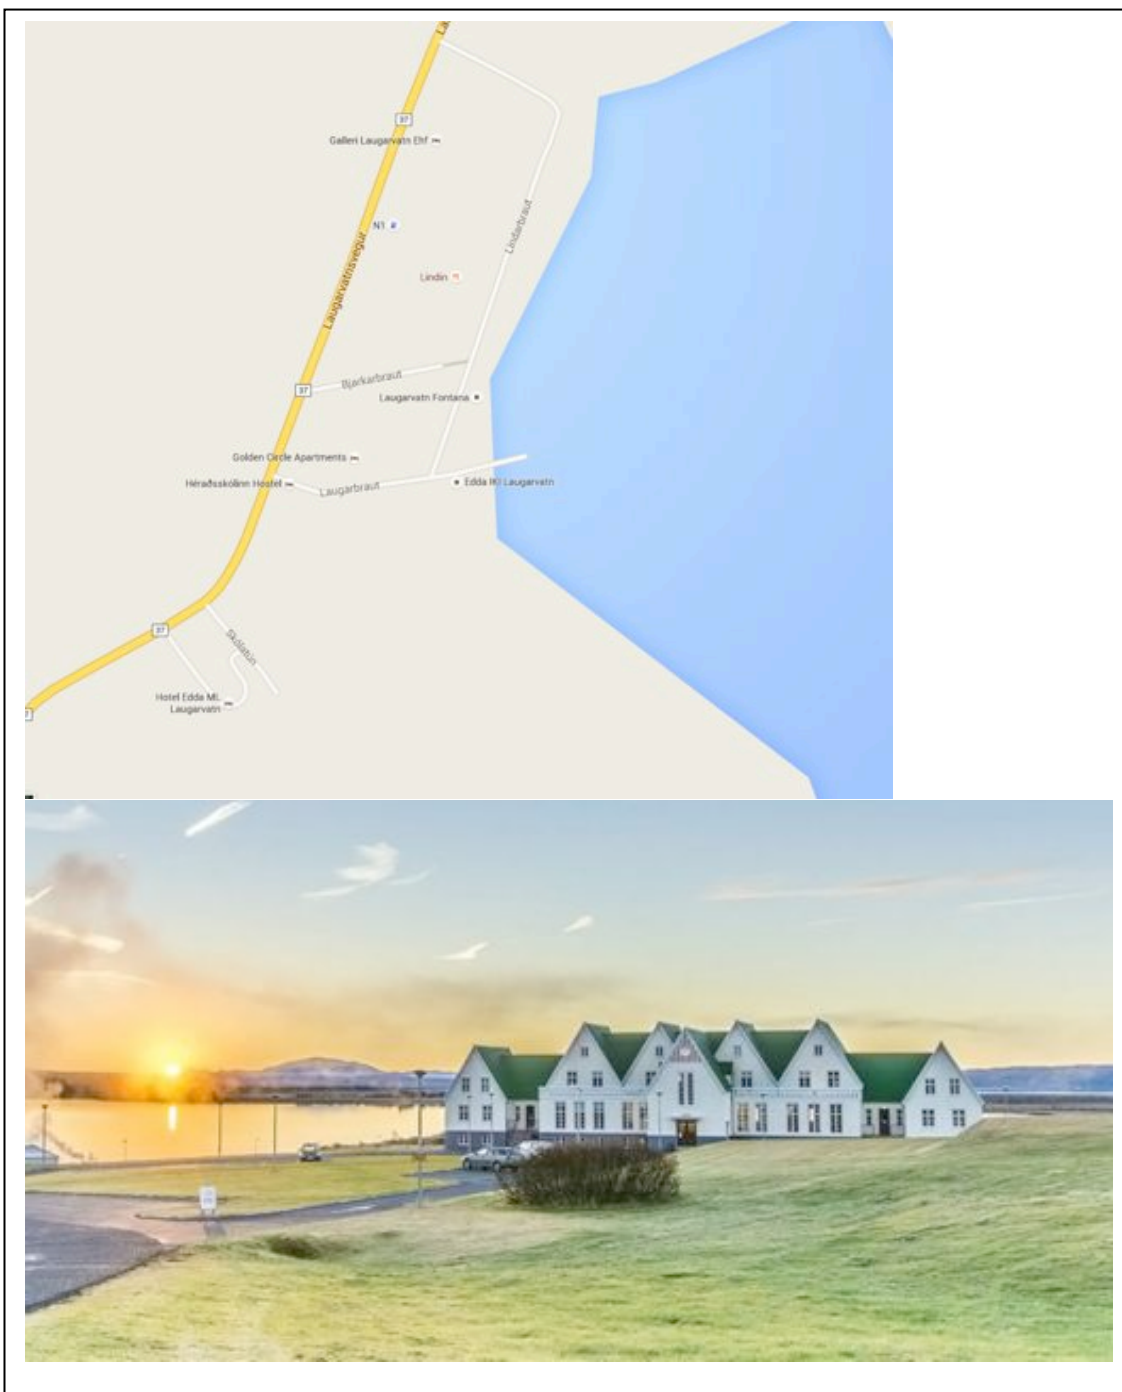 37
Galleri Laugarvatn Ehf
N1
Laugarvatnsvegur
Lindarbraut
Lindin
37
Bjarkarbraut
Laugarvatn Fontana
Golden Circle Apartments
Héraðsskólinn Hostel
Laugarbraut
Edda IKI Laugarvatn
37
Skólatún
Hotel Edda ML
Laugarvatn